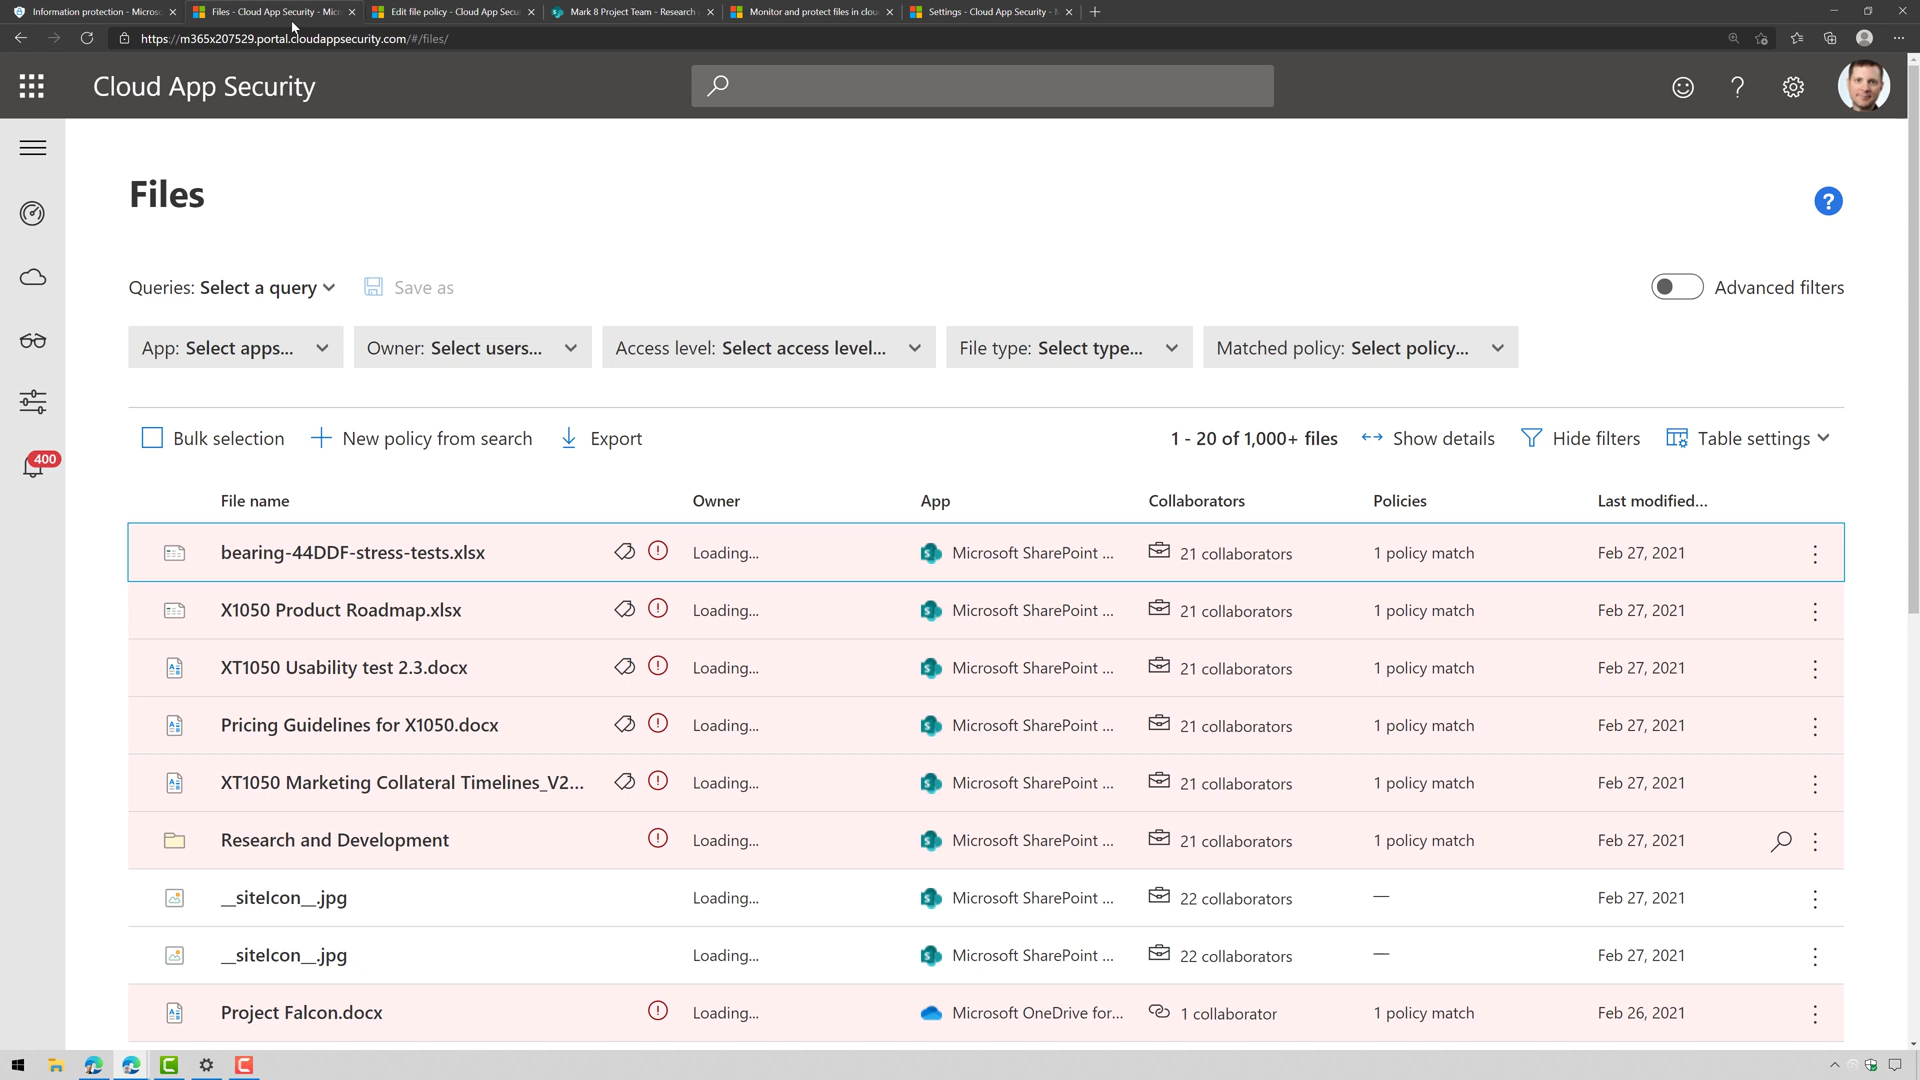 Information protection - Micros
Files - Cloud App Security - Micr
Edit file policy - Cloud App Secu
Mark 8 Project Team - Research
Monitor and protect files in clou
Settings - Cloud App Security - M
https://m365x207529.portal.cloudappsecurity.com/#/files/
Cloud App Security
Files
Queries: Select a query
Save as
Advanced filters
App: Select apps...
Owner: Select users...
Access level: Select access level...
File type: Select type...
Matched policy: Select policy...
Bulk selection
New policy from search
Export
1 - 20 of 1,000+ files
Show details
Hide filters
Table settings
400
File name Owner App Collaborators Policies Last modified...
bearing-44DDF-stress-tests.xlsx Loading... Microsoft SharePoint ... 21 collaborators 1 policy match Feb 27, 2021
X1050 Product Roadmap.xlsx Loading... Microsoft SharePoint ... 21 collaborators 1 policy match Feb 27, 2021
XT1050 Usability test 2.3.docx Loading... Microsoft SharePoint ... 21 collaborators 1 policy match Feb 27, 2021
Pricing Guidelines for X1050.docx Loading... Microsoft SharePoint ... 21 collaborators 1 policy match Feb 27, 2021
XT1050 Marketing Collateral Timelines_V2... Loading... Microsoft SharePoint ... 21 collaborators 1 policy match Feb 27, 2021
Research and Development Loading... Microsoft SharePoint ... 21 collaborators 1 policy match Feb 27, 2021
__siteIcon__.jpg Loading... Microsoft SharePoint ... 22 collaborators — Feb 27, 2021
__siteIcon__.jpg Loading... Microsoft SharePoint ... 22 collaborators — Feb 27, 2021
Project Falcon.docx Loading... Microsoft OneDrive for... 1 collaborator 1 policy match Feb 26, 2021